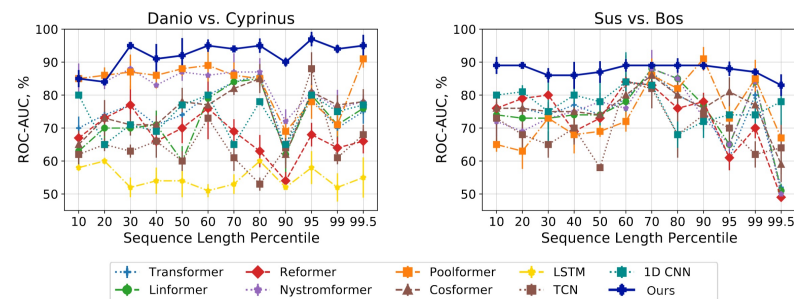 Danio vs. Cyprinus
100
90
80
70
60
50
ROC-AUC, %
10 20 30 40 50 60 70 80 90 95 99 99.5
Sequence Length Percentile
Sus vs. Bos
100
90
80
70
60
50
ROC-AUC, %
10 20 30 40 50 60 70 80 90 95 99 99.5
Sequence Length Percentile
Transformer Reformer Poolformer LSTM 1D CNN
Linformer Nystromformer Cosformer TCN Ours